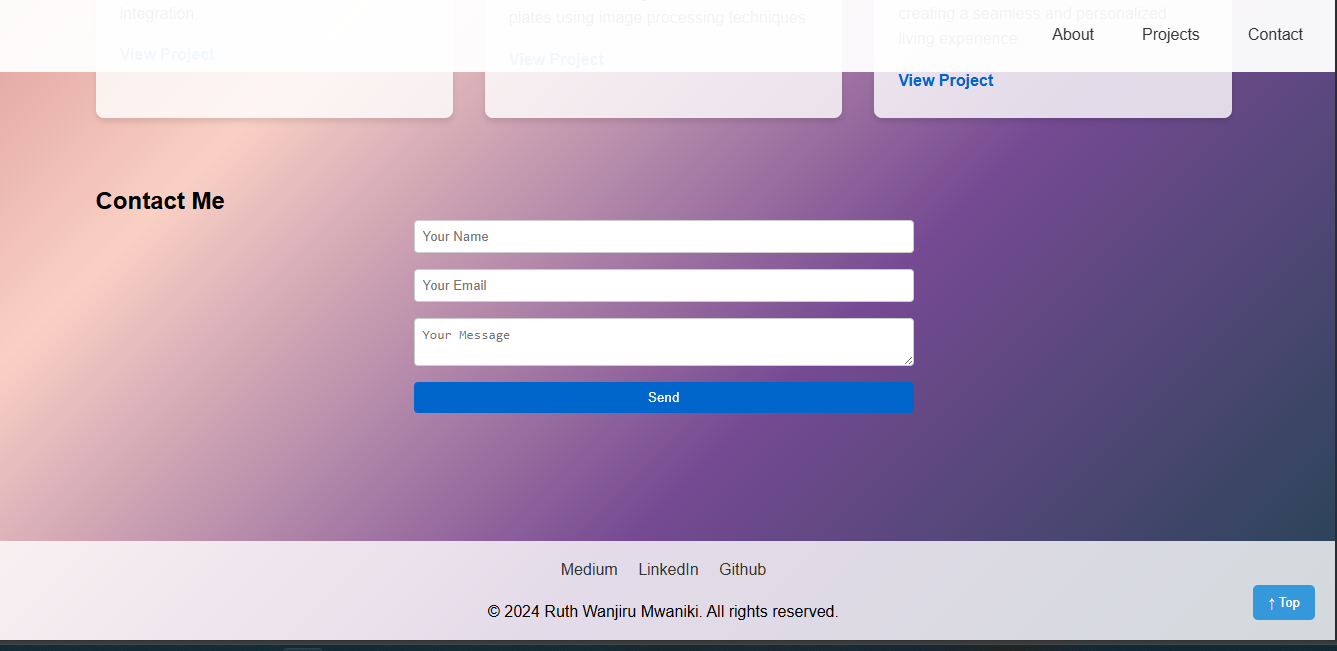 integration
plates using image processing techniques
creating a seamless and personalized
living experience
About Projects Contact
View Project
View Project
View Project
Contact Me
Your Name
Your Email
Your Message
Send
Medium LinkedIn Github
© 2024 Ruth Wanjiru Mwaniki. All rights reserved.
↑ Top